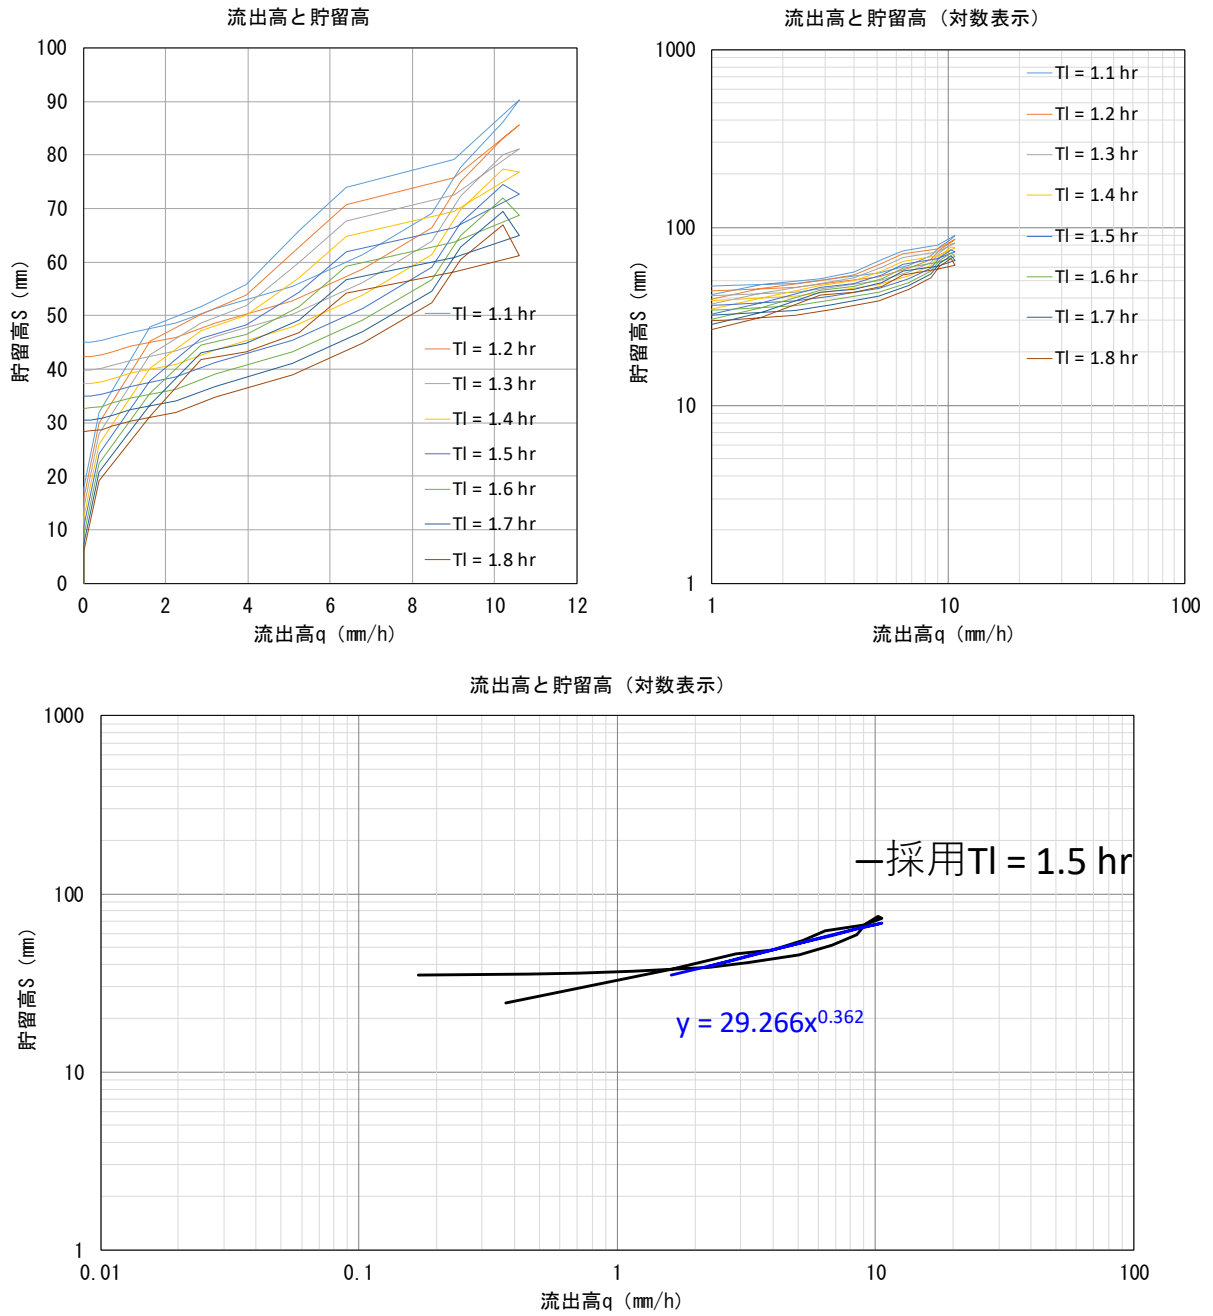 流出高と貯留高
100
90
80
70
60
50
40
30
20
10
0
貯留高S (mm)
0 2 4 6 8 10 12
流出高q (mm/h)
Tl = 1.1 hr
Tl = 1.2 hr
Tl = 1.3 hr
Tl = 1.4 hr
Tl = 1.5 hr
Tl = 1.6 hr
Tl = 1.7 hr
Tl = 1.8 hr
流出高と貯留高 (対数表示)
1000
100
10
1
貯留高S (mm)
1 10 100
流出高q (mm/h)
Tl = 1.1 hr
Tl = 1.2 hr
Tl = 1.3 hr
Tl = 1.4 hr
Tl = 1.5 hr
Tl = 1.6 hr
Tl = 1.7 hr
Tl = 1.8 hr
流出高と貯留高 (対数表示)
1000
100
10
1
貯留高S (mm)
採用Tl = 1.5 hr
y = 29.266x^0.362
0.01 0.1 1 10 100
流出高q (mm/h)